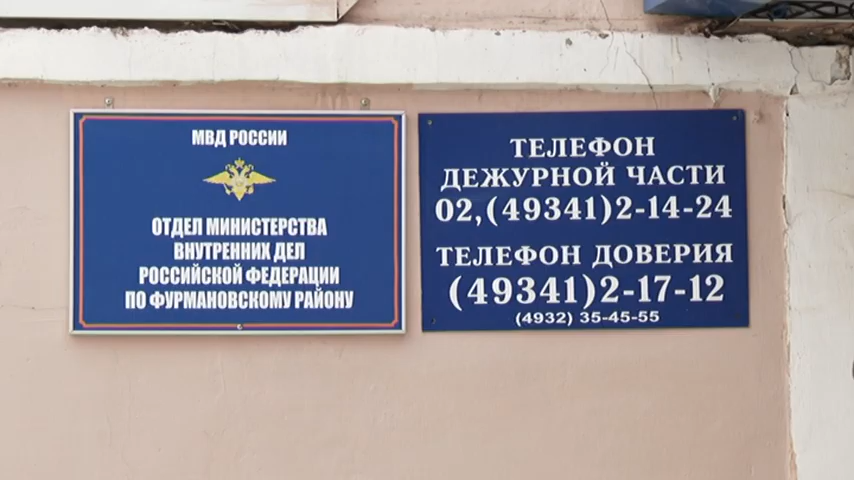 МВД РОССИИ
ОТДЕЛ МИНИСТЕРСТВА
ВНУТРЕННИХ ДЕЛ
РОССИЙСКОЙ ФЕДЕРАЦИИ
ПО ФУРМАНОВСКОМУ РАЙОНУ
ТЕЛЕФОН
ДЕЖУРНОЙ ЧАСТИ
02,(49341)2-14-24
ТЕЛЕФОН ДОВЕРИЯ
(49341)2-17-12
(4932) 35-45-55